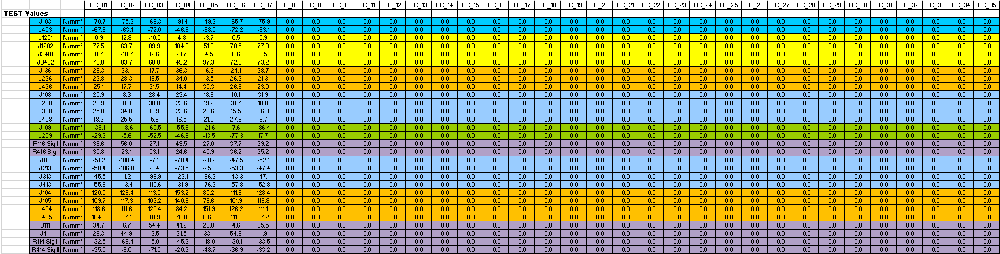 LC_01 LC_02 LC_03 LC_04 LC_05 LC_06 LC_07 LC_08 LC_09 LC_10 LC_11 LC_12 LC_13 LC_14 LC_15 LC_16 LC_17 LC_18 LC_19 LC_20 LC_21 LC_22 LC_23 LC_24 LC_25 LC_26 LC_27 LC_28 LC_29 LC_30 LC_31 LC_32 LC_33 LC_34 LC_35
TEST Values
J103 N/mm² -70.7 -75.2 -66.3 -91.4 -49.3 -65.7 -75.9 0.0 0.0 0.0 0.0 0.0 0.0 0.0 0.0 0.0 0.0 0.0 0.0 0.0 0.0 0.0 0.0 0.0 0.0 0.0 0.0 0.0 0.0 0.0 0.0 0.0 0.0 0.0 0.0
J403 N/mm² -67.6 -63.1 -72.0 -46.8 -88.0 -72.2 -63.1 0.0 0.0 0.0 0.0 0.0 0.0 0.0 0.0 0.0 0.0 0.0 0.0 0.0 0.0 0.0 0.0 0.0 0.0 0.0 0.0 0.0 0.0 0.0 0.0 0.0 0.0 0.0 0.0
J1201 N/mm² 0.9 12.8 -10.5 4.8 -3.7 0.5 0.9 0.0 0.0 0.0 0.0 0.0 0.0 0.0 0.0 0.0 0.0 0.0 0.0 0.0 0.0 0.0 0.0 0.0 0.0 0.0 0.0 0.0 0.0 0.0 0.0 0.0 0.0 0.0 0.0
J1202 N/mm² 77.5 63.7 89.9 104.6 51.3 78.5 77.3 0.0 0.0 0.0 0.0 0.0 0.0 0.0 0.0 0.0 0.0 0.0 0.0 0.0 0.0 0.0 0.0 0.0 0.0 0.0 0.0 0.0 0.0 0.0 0.0 0.0 0.0 0.0 0.0
J3401 N/mm² 0.7 -10.7 12.6 -3.7 4.5 0.6 0.5 0.0 0.0 0.0 0.0 0.0 0.0 0.0 0.0 0.0 0.0 0.0 0.0 0.0 0.0 0.0 0.0 0.0 0.0 0.0 0.0 0.0 0.0 0.0 0.0 0.0 0.0 0.0 0.0
J3402 N/mm² 73.0 83.7 60.8 49.2 97.3 72.9 73.2 0.0 0.0 0.0 0.0 0.0 0.0 0.0 0.0 0.0 0.0 0.0 0.0 0.0 0.0 0.0 0.0 0.0 0.0 0.0 0.0 0.0 0.0 0.0 0.0 0.0 0.0 0.0 0.0
J136 N/mm² 26.3 33.1 17.7 36.3 16.3 24.1 28.7 0.0 0.0 0.0 0.0 0.0 0.0 0.0 0.0 0.0 0.0 0.0 0.0 0.0 0.0 0.0 0.0 0.0 0.0 0.0 0.0 0.0 0.0 0.0 0.0 0.0 0.0 0.0 0.0
J236 N/mm² 23.8 28.3 18.5 34.0 13.5 26.3 21.3 0.0 0.0 0.0 0.0 0.0 0.0 0.0 0.0 0.0 0.0 0.0 0.0 0.0 0.0 0.0 0.0 0.0 0.0 0.0 0.0 0.0 0.0 0.0 0.0 0.0 0.0 0.0 0.0
J436 N/mm² 25.1 17.7 31.5 14.4 35.3 26.8 23.0 0.0 0.0 0.0 0.0 0.0 0.0 0.0 0.0 0.0 0.0 0.0 0.0 0.0 0.0 0.0 0.0 0.0 0.0 0.0 0.0 0.0 0.0 0.0 0.0 0.0 0.0 0.0 0.0
J108 N/mm² 20.9 8.3 28.4 23.4 18.8 10.1 31.9 0.0 0.0 0.0 0.0 0.0 0.0 0.0 0.0 0.0 0.0 0.0 0.0 0.0 0.0 0.0 0.0 0.0 0.0 0.0 0.0 0.0 0.0 0.0 0.0 0.0 0.0 0.0 0.0
J208 N/mm² 20.9 8.0 30.0 23.6 19.2 31.7 10.0 0.0 0.0 0.0 0.0 0.0 0.0 0.0 0.0 0.0 0.0 0.0 0.0 0.0 0.0 0.0 0.0 0.0 0.0 0.0 0.0 0.0 0.0 0.0 0.0 0.0 0.0 0.0 0.0
J308 N/mm² 25.8 34.8 13.9 23.6 28.6 15.5 36.3 0.0 0.0 0.0 0.0 0.0 0.0 0.0 0.0 0.0 0.0 0.0 0.0 0.0 0.0 0.0 0.0 0.0 0.0 0.0 0.0 0.0 0.0 0.0 0.0 0.0 0.0 0.0 0.0
J408 N/mm² 18.2 25.5 5.6 16.5 21.0 27.9 8.7 0.0 0.0 0.0 0.0 0.0 0.0 0.0 0.0 0.0 0.0 0.0 0.0 0.0 0.0 0.0 0.0 0.0 0.0 0.0 0.0 0.0 0.0 0.0 0.0 0.0 0.0 0.0 0.0
J109 N/mm² -39.1 -18.6 -60.5 -55.8 -21.6 7.6 -86.4 0.0 0.0 0.0 0.0 0.0 0.0 0.0 0.0 0.0 0.0 0.0 0.0 0.0 0.0 0.0 0.0 0.0 0.0 0.0 0.0 0.0 0.0 0.0 0.0 0.0 0.0 0.0 0.0
J209 N/mm² -29.3 -5.6 -52.5 -46.9 -13.5 -77.3 17.7 0.0 0.0 0.0 0.0 0.0 0.0 0.0 0.0 0.0 0.0 0.0 0.0 0.0 0.0 0.0 0.0 0.0 0.0 0.0 0.0 0.0 0.0 0.0 0.0 0.0 0.0 0.0 0.0
R116 Sig I N/mm² 38.6 56.0 27.1 49.5 27.0 37.7 39.2 0.0 0.0 0.0 0.0 0.0 0.0 0.0 0.0 0.0 0.0 0.0 0.0 0.0 0.0 0.0 0.0 0.0 0.0 0.0 0.0 0.0 0.0 0.0 0.0 0.0 0.0 0.0 0.0
R416 Sig I N/mm² 35.8 23.1 53.1 24.6 45.9 36.2 35.2 0.0 0.0 0.0 0.0 0.0 0.0 0.0 0.0 0.0 0.0 0.0 0.0 0.0 0.0 0.0 0.0 0.0 0.0 0.0 0.0 0.0 0.0 0.0 0.0 0.0 0.0 0.0 0.0
J113 N/mm² -51.2 -108.4 -7.1 -70.4 -28.2 -47.5 -52.1 0.0 0.0 0.0 0.0 0.0 0.0 0.0 0.0 0.0 0.0 0.0 0.0 0.0 0.0 0.0 0.0 0.0 0.0 0.0 0.0 0.0 0.0 0.0 0.0 0.0 0.0 0.0 0.0
J213 N/mm² -50.4 -106.8 -3.4 -73.5 -25.6 -53.3 -47.4 0.0 0.0 0.0 0.0 0.0 0.0 0.0 0.0 0.0 0.0 0.0 0.0 0.0 0.0 0.0 0.0 0.0 0.0 0.0 0.0 0.0 0.0 0.0 0.0 0.0 0.0 0.0 0.0
J313 N/mm² -45.5 -1.2 -98.9 -23.1 -66.3 -43.3 -47.1 0.0 0.0 0.0 0.0 0.0 0.0 0.0 0.0 0.0 0.0 0.0 0.0 0.0 0.0 0.0 0.0 0.0 0.0 0.0 0.0 0.0 0.0 0.0 0.0 0.0 0.0 0.0 0.0
J413 N/mm² -55.9 -13.4 -110.6 -31.9 -76.3 -57.8 -52.8 0.0 0.0 0.0 0.0 0.0 0.0 0.0 0.0 0.0 0.0 0.0 0.0 0.0 0.0 0.0 0.0 0.0 0.0 0.0 0.0 0.0 0.0 0.0 0.0 0.0 0.0 0.0 0.0
J104 N/mm² 120.0 126.4 113.0 153.2 85.2 111.8 128.4 0.0 0.0 0.0 0.0 0.0 0.0 0.0 0.0 0.0 0.0 0.0 0.0 0.0 0.0 0.0 0.0 0.0 0.0 0.0 0.0 0.0 0.0 0.0 0.0 0.0 0.0 0.0 0.0
J105 N/mm² 109.7 117.3 103.2 140.6 76.6 101.9 116.8 0.0 0.0 0.0 0.0 0.0 0.0 0.0 0.0 0.0 0.0 0.0 0.0 0.0 0.0 0.0 0.0 0.0 0.0 0.0 0.0 0.0 0.0 0.0 0.0 0.0 0.0 0.0 0.0
J404 N/mm² 118.6 111.6 125.4 84.2 151.9 126.2 111.1 0.0 0.0 0.0 0.0 0.0 0.0 0.0 0.0 0.0 0.0 0.0 0.0 0.0 0.0 0.0 0.0 0.0 0.0 0.0 0.0 0.0 0.0 0.0 0.0 0.0 0.0 0.0 0.0
J405 N/mm² 104.0 97.1 111.9 70.8 136.3 111.0 97.2 0.0 0.0 0.0 0.0 0.0 0.0 0.0 0.0 0.0 0.0 0.0 0.0 0.0 0.0 0.0 0.0 0.0 0.0 0.0 0.0 0.0 0.0 0.0 0.0 0.0 0.0 0.0 0.0
J111 N/mm² 34.7 6.7 54.4 41.2 29.0 4.6 65.5 0.0 0.0 0.0 0.0 0.0 0.0 0.0 0.0 0.0 0.0 0.0 0.0 0.0 0.0 0.0 0.0 0.0 0.0 0.0 0.0 0.0 0.0 0.0 0.0 0.0 0.0 0.0 0.0
J411 N/mm² 26.3 44.9 -2.5 21.5 33.1 54.6 -1.9 0.0 0.0 0.0 0.0 0.0 0.0 0.0 0.0 0.0 0.0 0.0 0.0 0.0 0.0 0.0 0.0 0.0 0.0 0.0 0.0 0.0 0.0 0.0 0.0 0.0 0.0 0.0 0.0
R114 Sig II N/mm² -32.5 -68.4 -5.0 -45.2 -18.0 -30.1 -33.5 0.0 0.0 0.0 0.0 0.0 0.0 0.0 0.0 0.0 0.0 0.0 0.0 0.0 0.0 0.0 0.0 0.0 0.0 0.0 0.0 0.0 0.0 0.0 0.0 0.0 0.0 0.0 0.0
R414 Sig II N/mm² -35.5 -8.0 -71.0 -20.3 -48.7 -36.9 -33.2 0.0 0.0 0.0 0.0 0.0 0.0 0.0 0.0 0.0 0.0 0.0 0.0 0.0 0.0 0.0 0.0 0.0 0.0 0.0 0.0 0.0 0.0 0.0 0.0 0.0 0.0 0.0 0.0